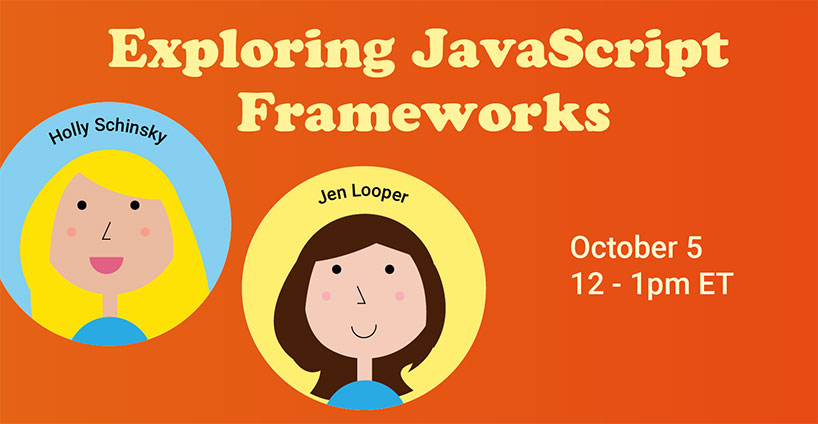 Exploring JavaScript
Frameworks
Holly Schinsky
Jen Looper
October 5
12 - 1pm ET